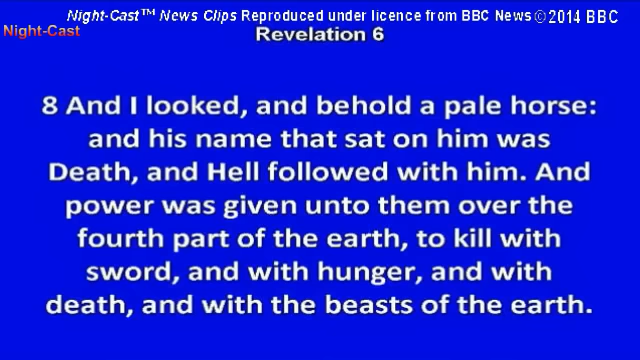 Night-Cast™ News Clips Reproduced under licence from BBC News © 2014 BBC
Night-Cast
Revelation 6
8 And I looked, and behold a pale horse:
and his name that sat on him was
Death, and Hell followed with him. And
power was given unto them over the
fourth part of the earth, to kill with
sword, and with hunger, and with
death, and with the beasts of the earth.